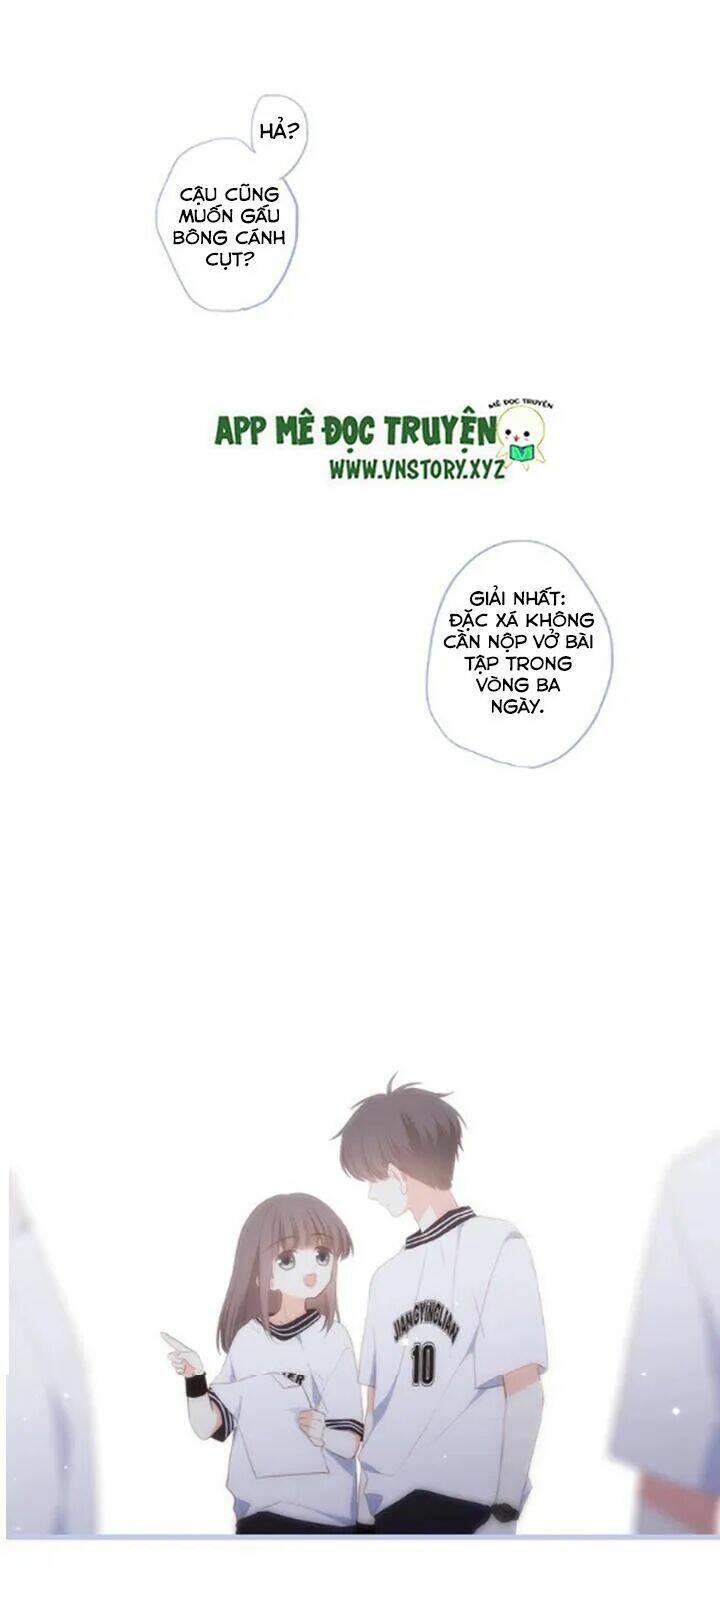 HẢ?
CẬU CŨNG
MUỐN GẤU
BÔNG CÁNH
CỤT?
MÊ ĐỌC TRUYỆN
APP MÊ ĐỌC TRUYỆN
WWW.VNSTORY.XYZ
GIẢI NHẤT:
ĐẶC XÁ KHÔNG
CẦN NỘP VỞ BÀI
TẬP TRONG
VÒNG BA
NGÀY.
JIANGYINGLIAN
10